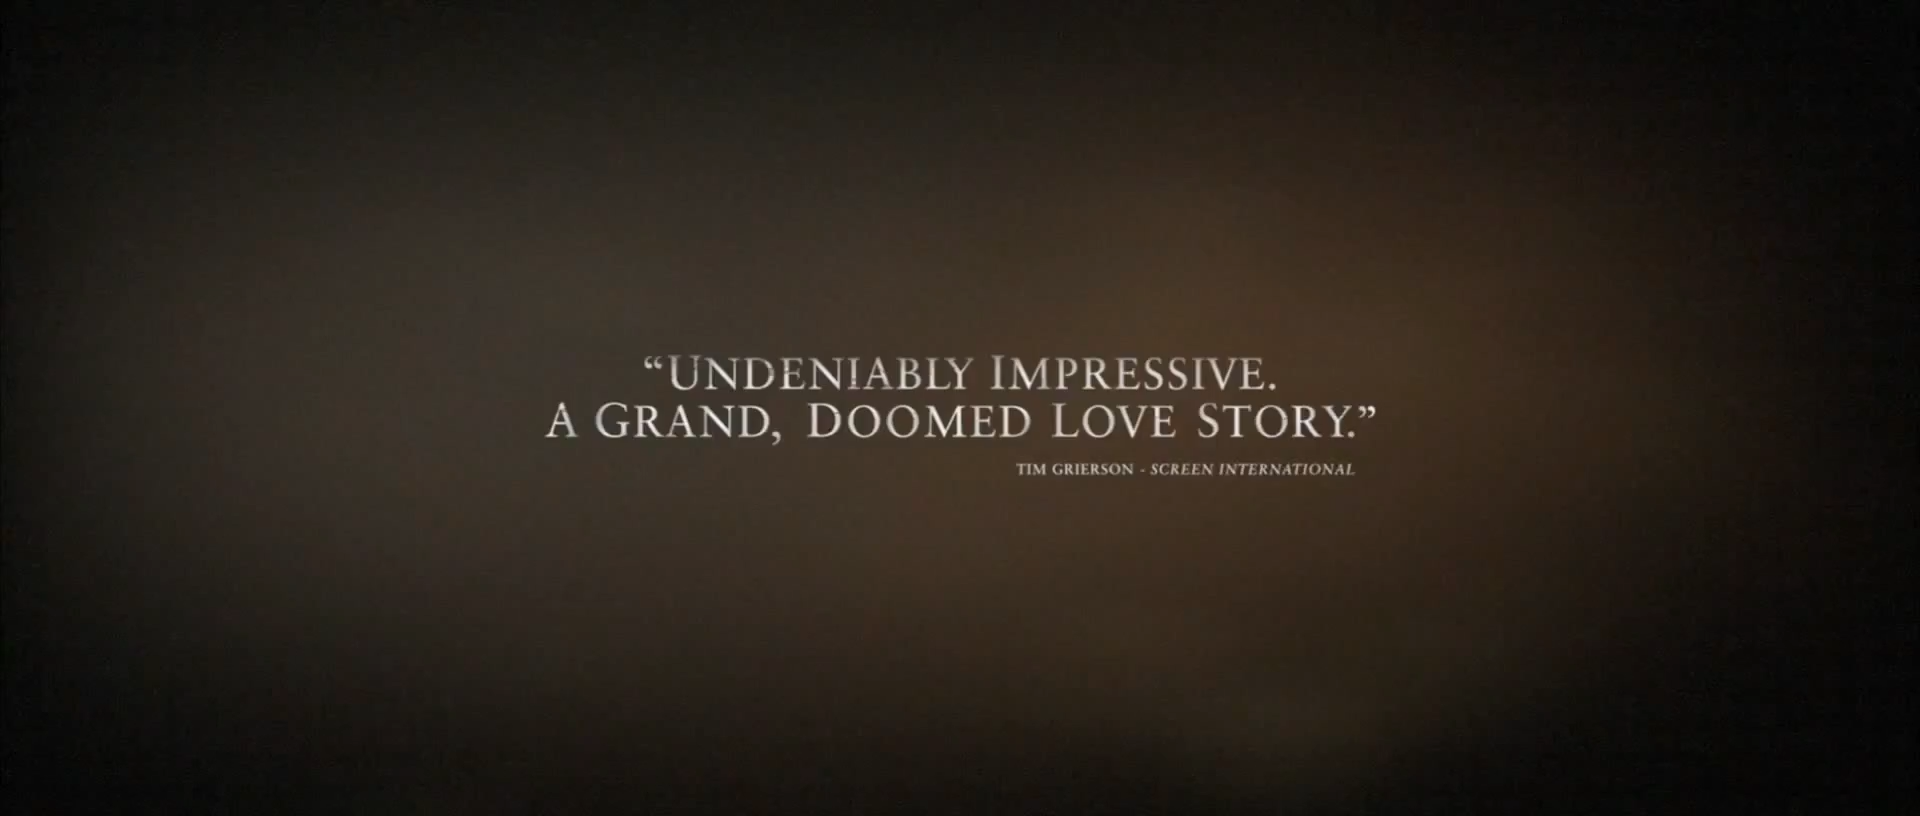 “Undeniably Impressive.
A Grand, Doomed Love Story.”
TIM GRIERSON - SCREEN INTERNATIONAL